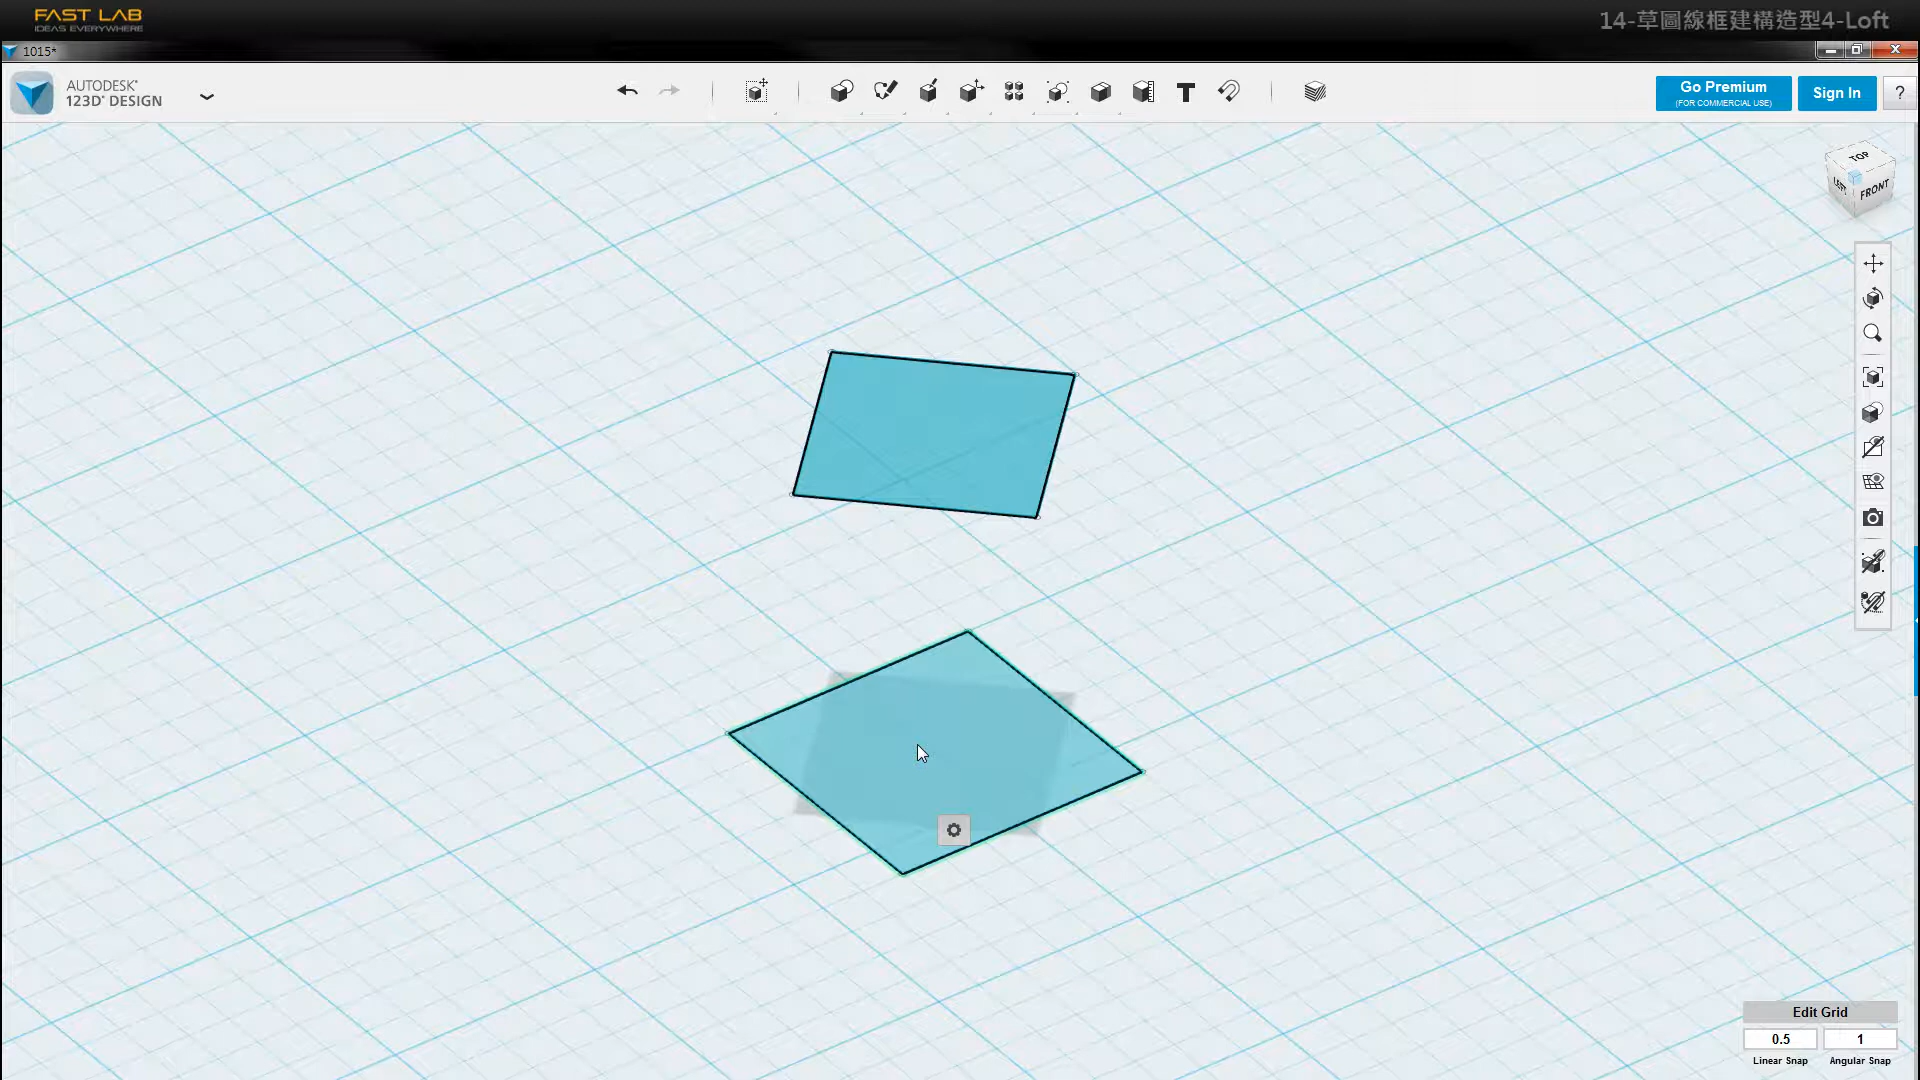 FAST LAB
IDEAS EVERYWHERE
14-草圖線框建構造型4-Loft
1015*
AUTODESK®
123D® DESIGN
Go Premium
(FOR COMMERCIAL USE)
Sign In
?
TOP
LEFT
FRONT
Edit Grid
0.5
1
Linear Snap
Angular Snap